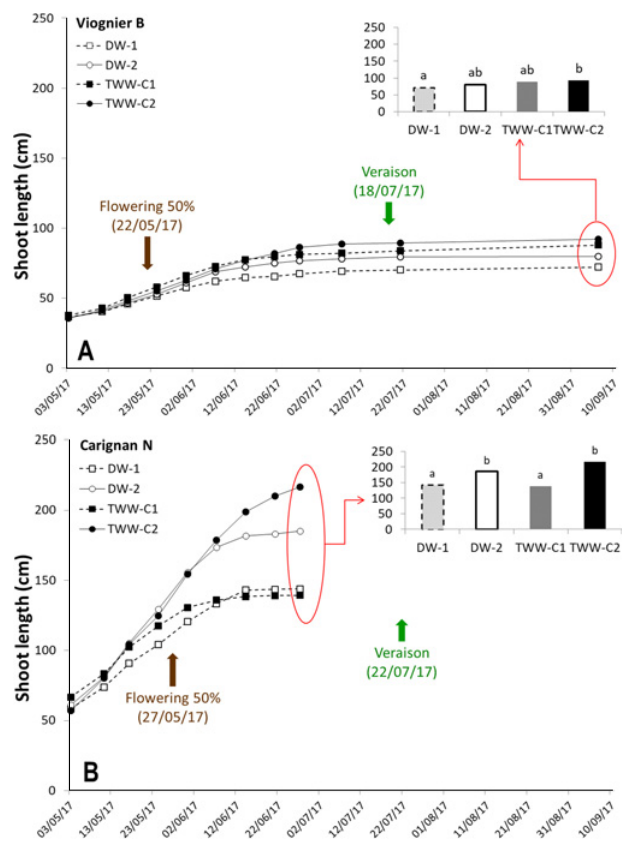 250
Viognier B
DW-1
DW-2
TWW-C1
TWW-C2
200
150
100
50
0
Shoot length (cm)
Flowering 50%
(22/05/17)
Veraison
(18/07/17)
250
200
150
100
50
0
a
ab
ab
b
DW-1
DW-2
TWW-C1
TWW-C2
A
03/05/17
13/05/17
23/05/17
02/06/17
12/06/17
22/06/17
02/07/17
12/07/17
22/07/17
01/08/17
11/08/17
21/08/17
31/08/17
10/09/17
250
Carignan N
DW-1
DW-2
TWW-C1
TWW-C2
200
150
100
50
0
Shoot length (cm)
Flowering 50%
(27/05/17)
Veraison
(22/07/17)
250
200
150
100
50
0
a
b
a
b
DW-1
DW-2
TWW-C1
TWW-C2
B
03/05/17
13/05/17
23/05/17
02/06/17
12/06/17
22/06/17
02/07/17
12/07/17
22/07/17
01/08/17
11/08/17
21/08/17
31/08/17
10/09/17